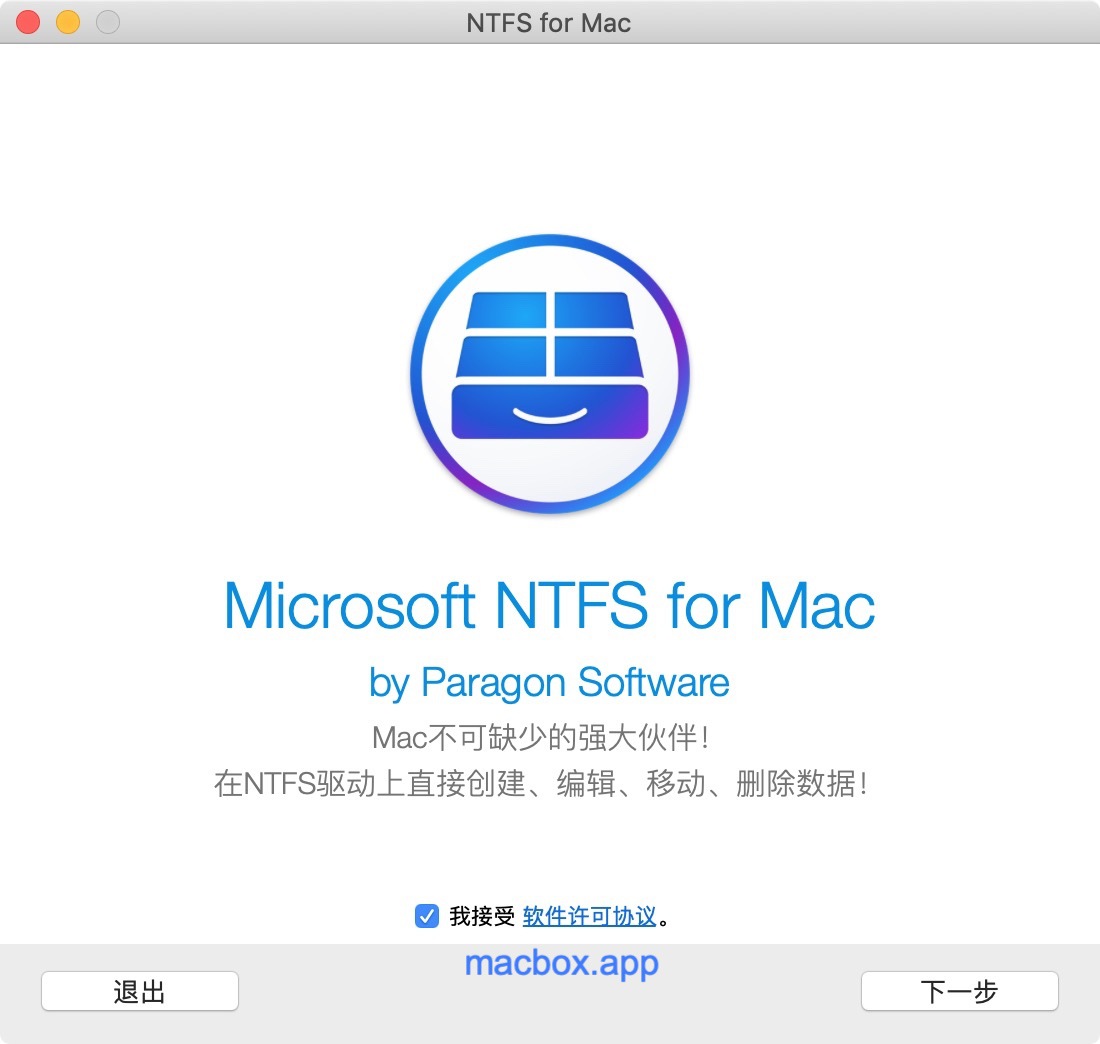 NTFS for Mac
Microsoft NTFS for Mac
by Paragon Software
Mac不可缺少的强大伙伴！
在NTFS驱动上直接创建、编辑、移动、删除数据！
我接受 软件许可协议。
macbox.app
退出
下一步